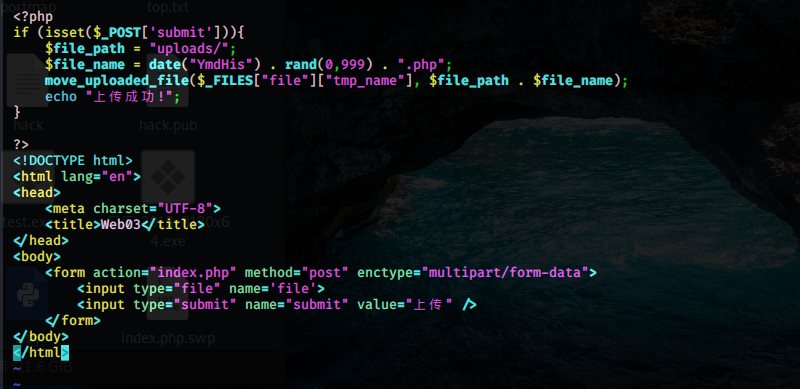 portmap top.txt
<?php
if (isset($_POST['submit'])){
    $file_path = "uploads/";
    $file_name = date("YmdHis") . rand(0,999) . ".php";
    move_uploaded_file($_FILES["file"]["tmp_name"], $file_path . $file_name);
    echo "上传成功!";
}
hack hack.pub
?>
<!DOCTYPE html>
<html lang="en">
<head>
    <meta charset="UTF-8">
    <title>Web03</title>
</head>
4.exe
<body>
    <form action="index.php" method="post" enctype="multipart/form-data">
        <input type="file" name='file'>
        <input type="submit" name="submit" value="上传" />
    </form>
index.php.swp
</body>
</html>
~
~